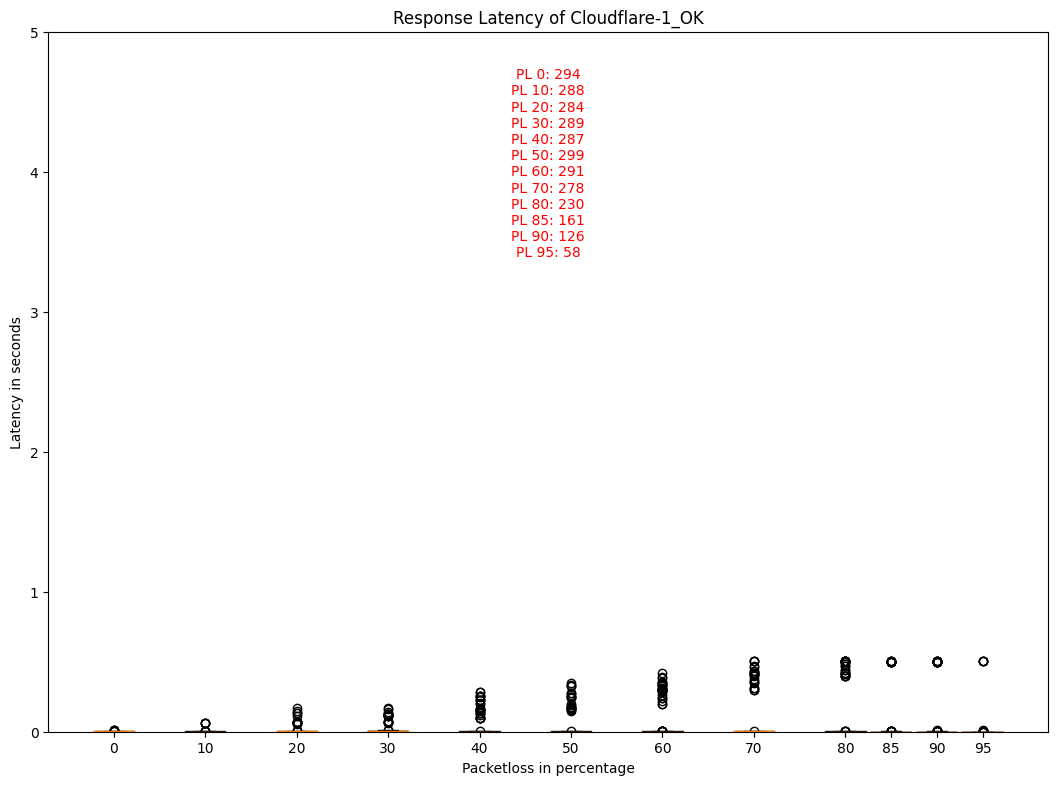 Response Latency of Cloudflare-1_OK
5
PL 0: 294
PL 10: 288
PL 20: 284
PL 30: 289
PL 40: 287
PL 50: 299
PL 60: 291
PL 70: 278
PL 80: 230
PL 85: 161
PL 90: 126
PL 95: 58
4
3
2
1
0
Latency in seconds
0 10 20 30 40 50 60 70 80 85 90 95
Packetloss in percentage